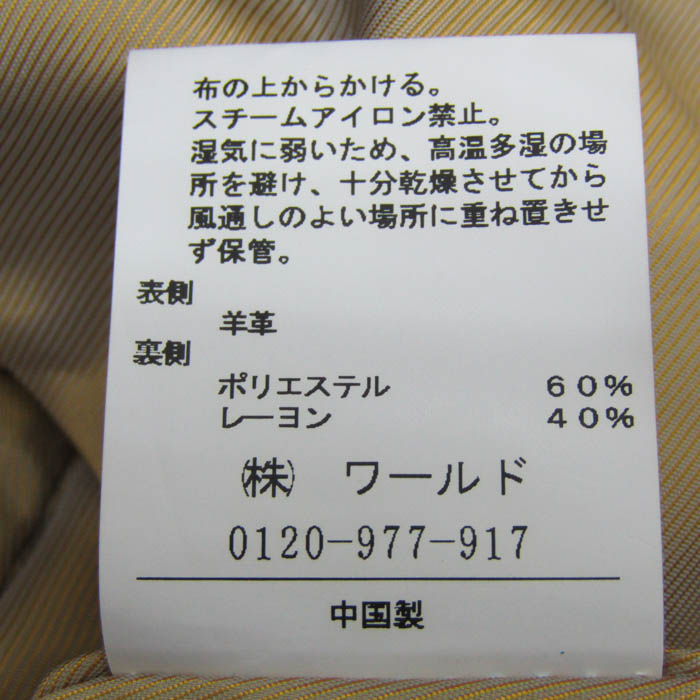 布の上からかける。
スチームアイロン禁止。
湿気に弱いため、高温多湿の場
所を避け、十分乾燥させてから
風通しのよい場所に重ね置きせ
ず保管。
表側
羊革
裏側
ポリエステル 60%
レーヨン 40%
㈱ ワールド
0120-977-917
中国製